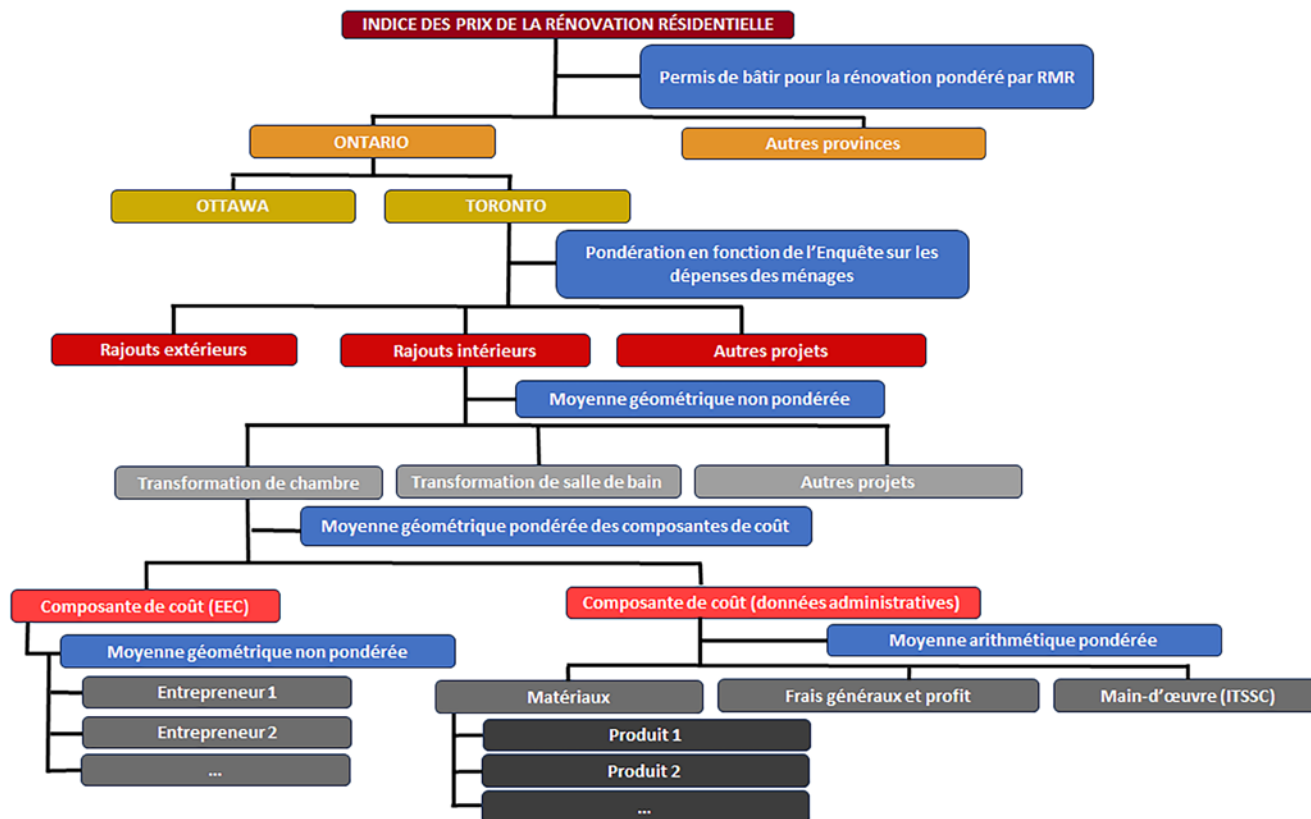 INDICE DES PRIX DE LA RÉNOVATION RÉSIDENTIELLE
Permis de bâtir pour la rénovation pondéré par RMR
ONTARIO
Autres provinces
OTTAWA
TORONTO
Pondération en fonction de l'Enquête sur les
dépenses des ménages
Rajouts extérieurs
Rajouts intérieurs
Autres projets
Moyenne géométrique non pondérée
Transformation de chambre
Transformation de salle de bain
Autres projets
Moyenne géométrique pondérée des composantes de coût
Composante de coût (EEC)
Composante de coût (données administratives)
Moyenne géométrique non pondérée
Moyenne arithmétique pondérée
Entrepreneur 1
Entrepreneur 2
...
Matériaux
Frais généraux et profit
Main-d'œuvre (ITSSC)
Produit 1
Produit 2
...